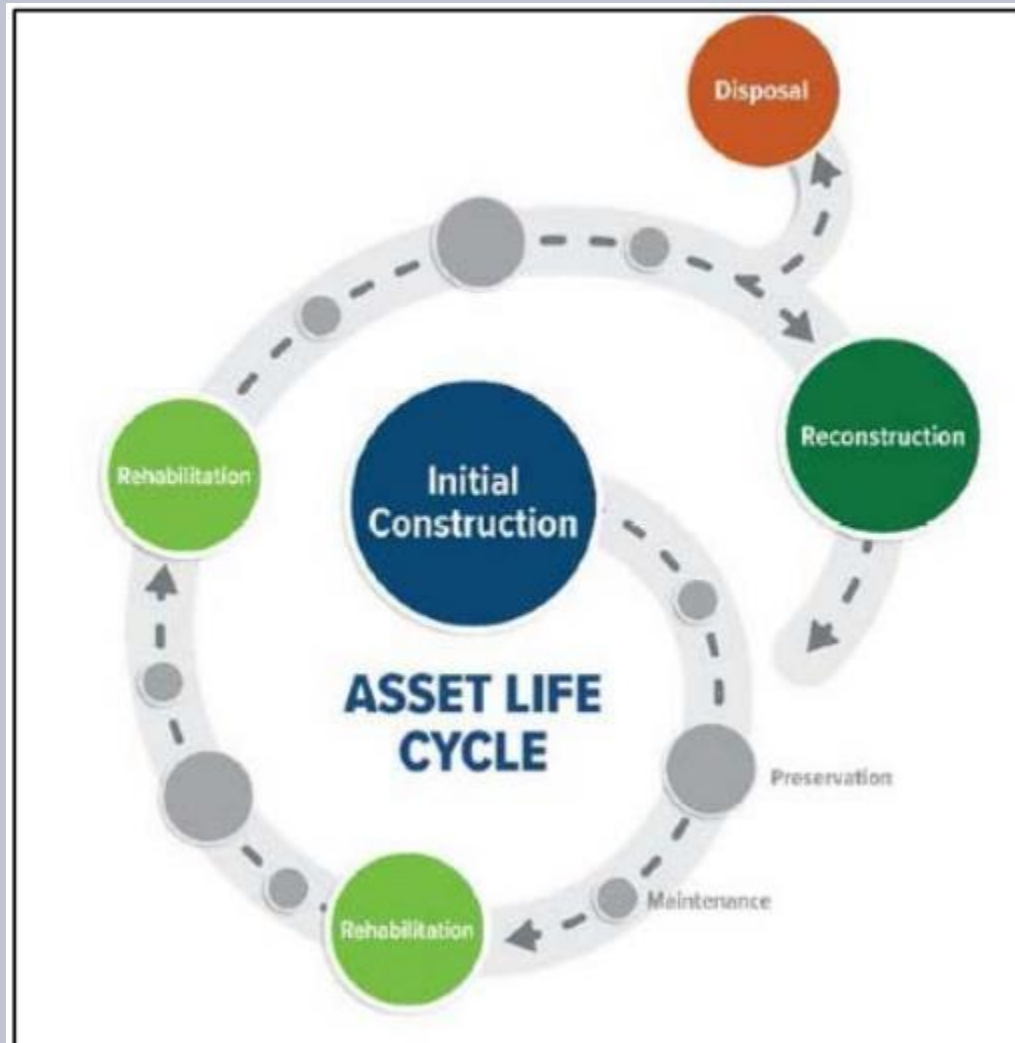 Disposal
Reconstruction
Rehabilitation
Initial
Construction
ASSET LIFE
CYCLE
Preservation
Maintenance
Rehabilitation